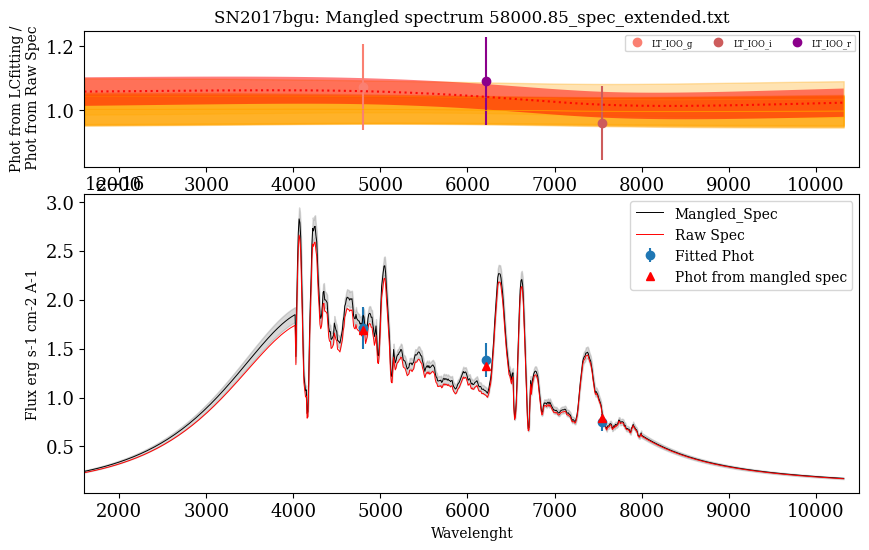 SN2017bgu: Mangled spectrum 58000.85_spec_extended.txt
Phot from LCfitting /
Phot from Raw Spec
1.2
1.0
LT_IOO_g
LT_IOO_i
LT_IOO_r
2000 3000 4000 5000 6000 7000 8000 9000 10000
1e−16
Flux erg s-1 cm-2 A-1
3.0
2.5
2.0
1.5
1.0
0.5
Mangled_Spec
Raw Spec
Fitted Phot
Phot from mangled spec
2000 3000 4000 5000 6000 7000 8000 9000 10000
Wavelenght